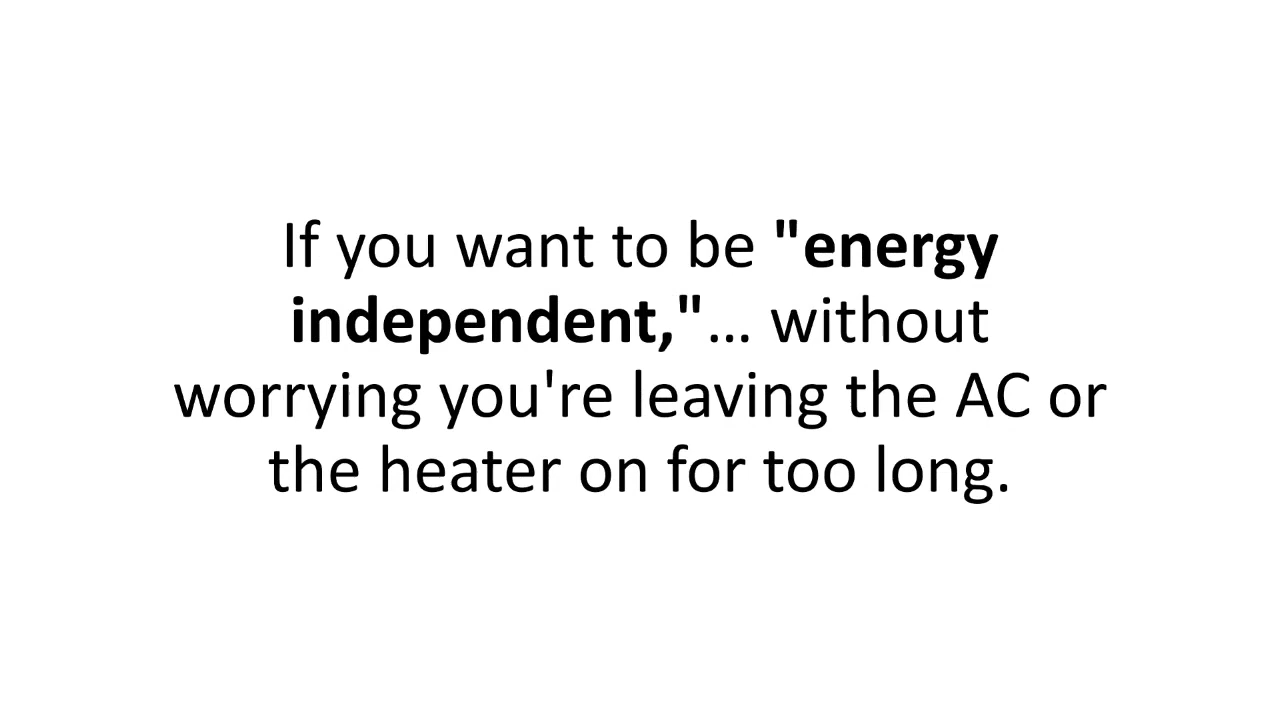 If you want to be "energy
independent,"... without
worrying you're leaving the AC or
the heater on for too long.